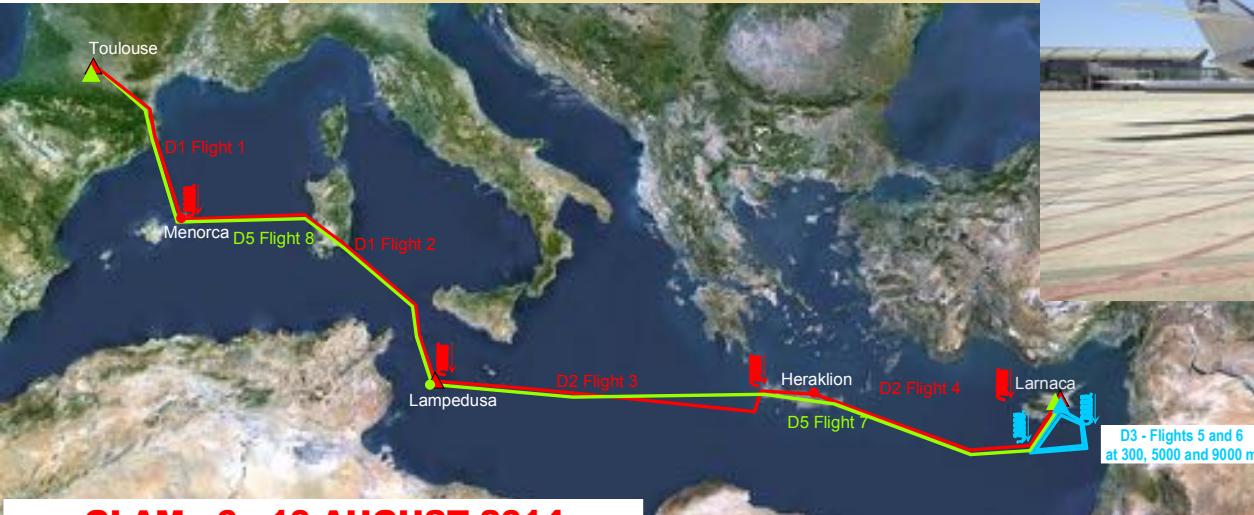 Toulouse
D1 Flight 1
Menorca
D5 Flight 8
D1 Flight 2
Lampedusa
D2 Flight 3
Heraklion
D5 Flight 7
D2 Flight 4
Larnaca
D3 - Flights 5 and 6
at 300, 5000 and 9000 m
AUGUST